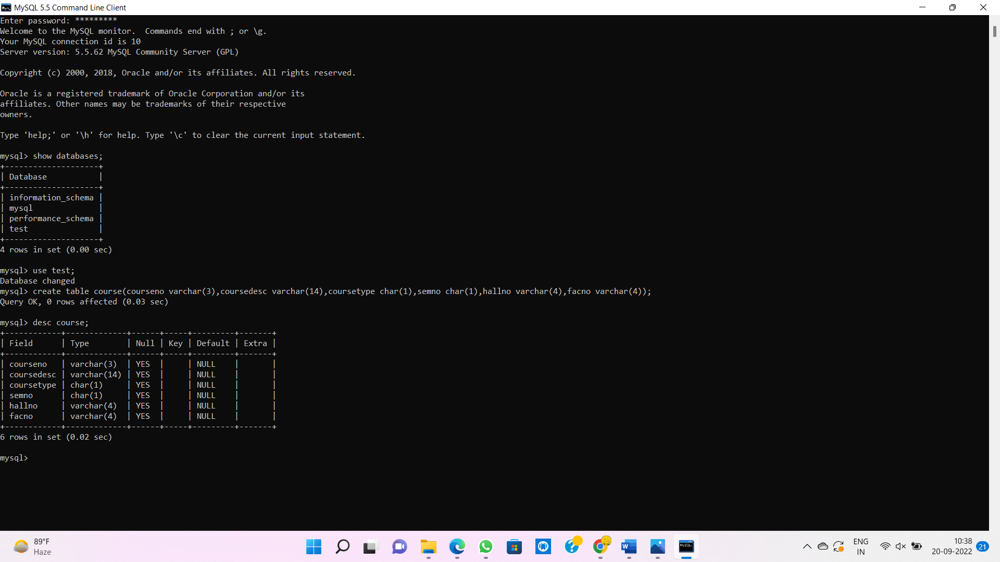 MySQL 5.5 Command Line Client
Enter password: *********
Welcome to the MySQL monitor.  Commands end with ; or \g.
Your MySQL connection id is 10
Server version: 5.5.62 MySQL Community Server (GPL)
Copyright (c) 2000, 2018, Oracle and/or its affiliates. All rights reserved.
Oracle is a registered trademark of Oracle Corporation and/or its
affiliates. Other names may be trademarks of their respective
owners.
Type 'help;' or '\h' for help. Type '\c' to clear the current input statement.
mysql> show databases;
+--------------------+
| Database           |
+--------------------+
| information_schema |
| mysql              |
| performance_schema |
| test               |
+--------------------+
4 rows in set (0.00 sec)
mysql> use test;
Database changed
mysql> create table course(courseno varchar(3),coursedesc varchar(14),coursetype char(1),semno char(1),hallno varchar(4),facno varchar(4));
Query OK, 0 rows affected (0.03 sec)
mysql> desc course;
+------------+-------------+------+-----+---------+-------+
| Field      | Type        | Null | Key | Default | Extra |
+------------+-------------+------+-----+---------+-------+
| courseno   | varchar(3)  | YES  |     | NULL    |       |
| coursedesc | varchar(14) | YES  |     | NULL    |       |
| coursetype | char(1)     | YES  |     | NULL    |       |
| semno      | char(1)     | YES  |     | NULL    |       |
| hallno     | varchar(4)  | YES  |     | NULL    |       |
| facno      | varchar(4)  | YES  |     | NULL    |       |
+------------+-------------+------+-----+---------+-------+
6 rows in set (0.02 sec)
mysql>
89°F
Haze
ENG
IN
10:38
20-09-2022
21